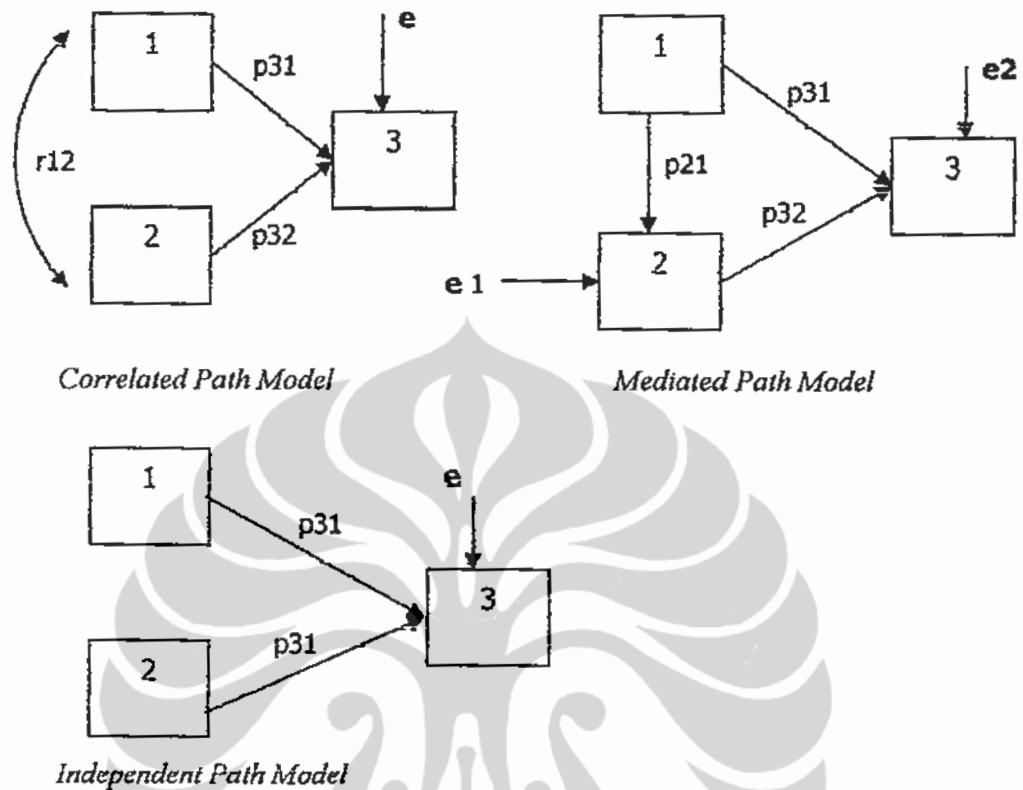 1
e
p31
3
r12
2
p32
Correlated Path Model
1
e2
p31
p21
3
p32
2
e 1
Mediated Path Model
1
e
p31
3
p31
2
Independent Path Model